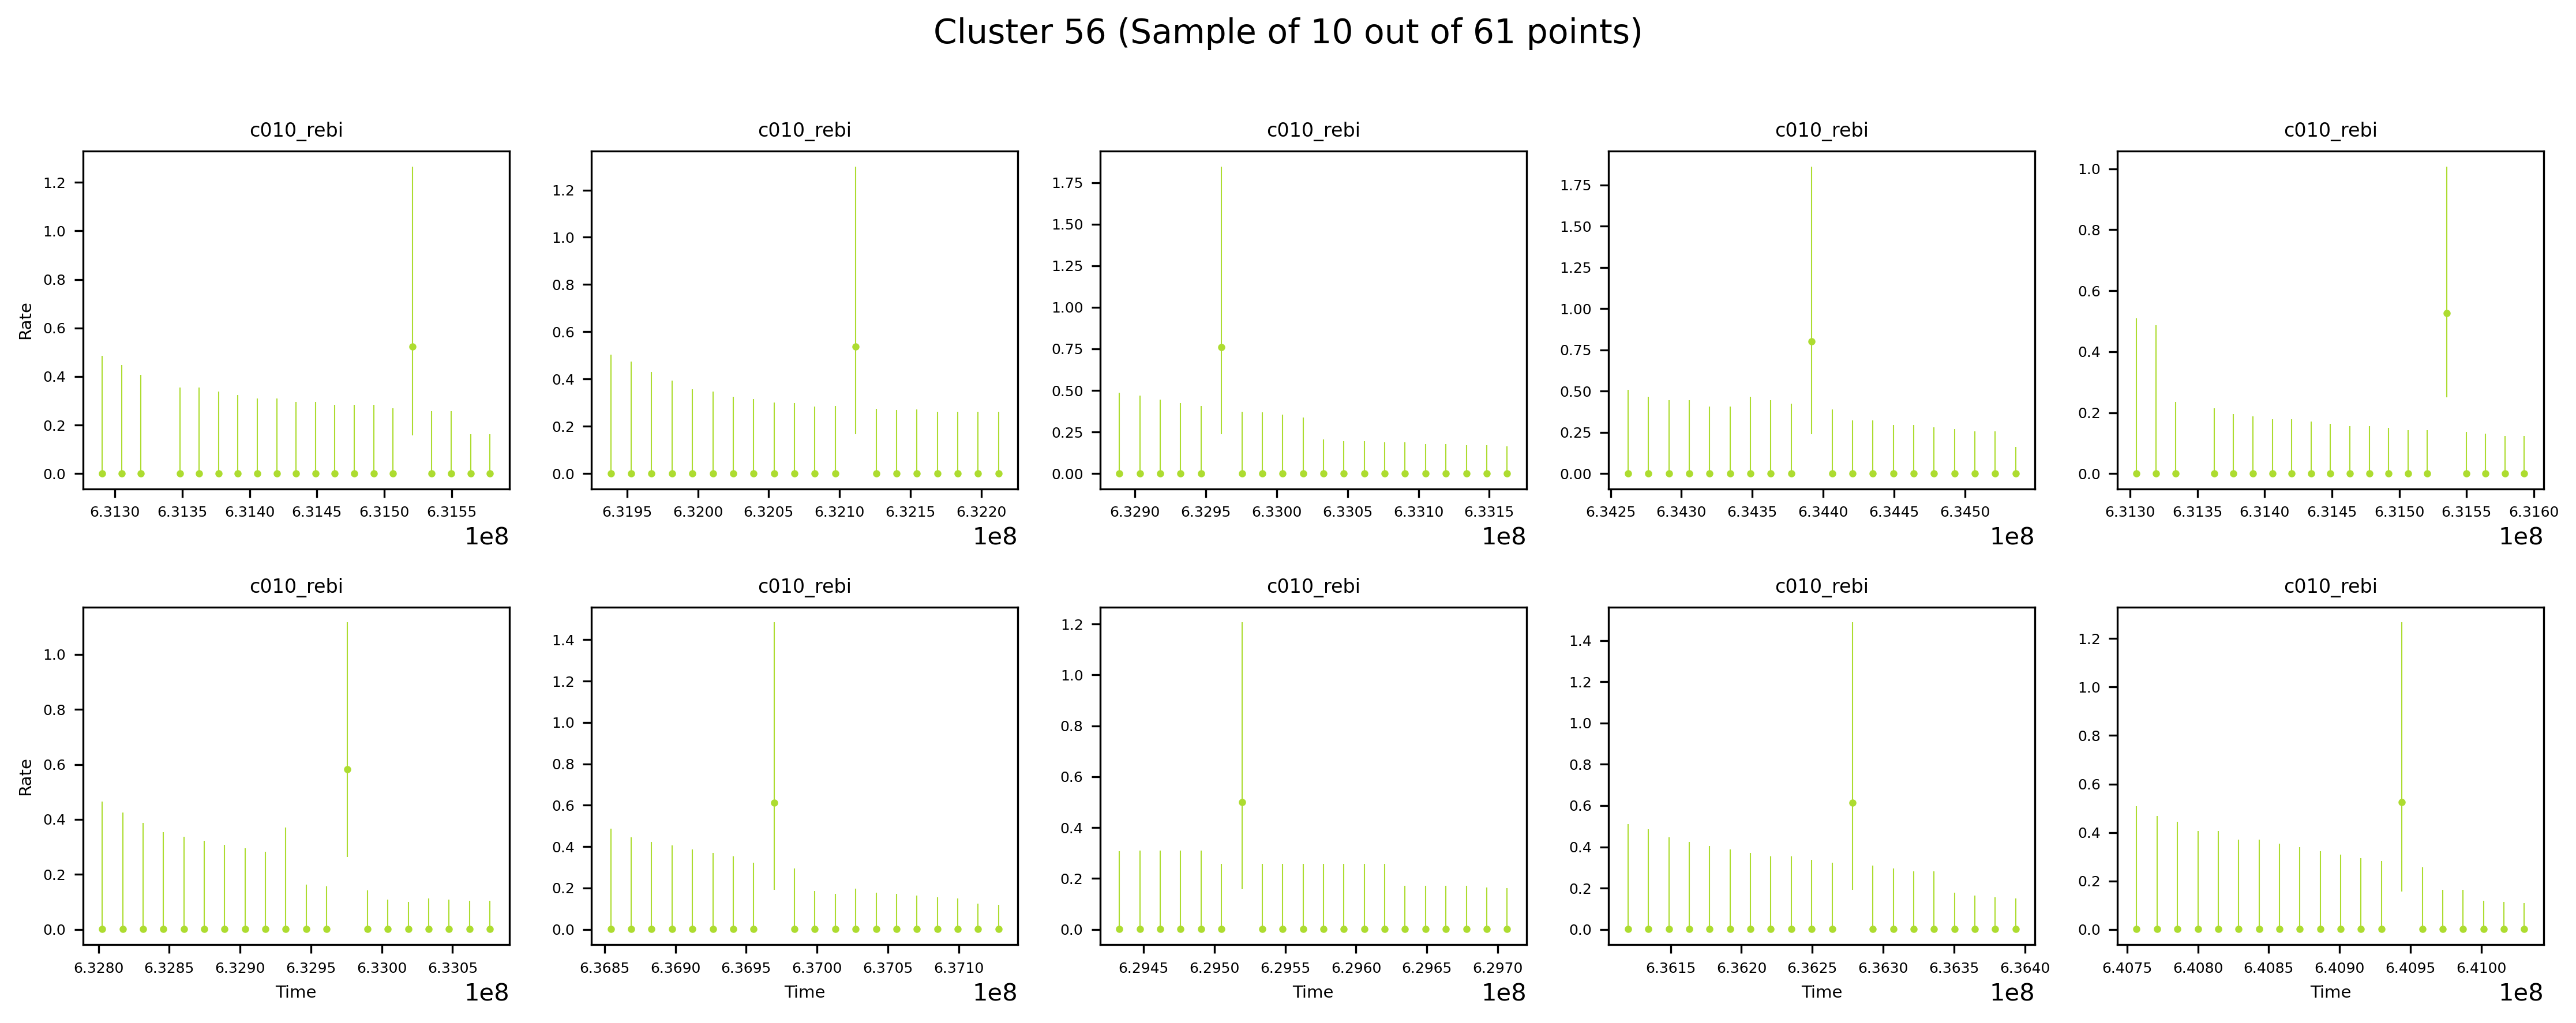 Cluster 56 (Sample of 10 out of 61 points)
c010_rebi c010_rebi c010_rebi c010_rebi c010_rebi
Rate
1.2 1.0 0.8 0.6 0.4 0.2 0.0
6.3130 6.3135 6.3140 6.3145 6.3150 6.3155
1e8
1.2 1.0 0.8 0.6 0.4 0.2 0.0
6.3195 6.3200 6.3205 6.3210 6.3215 6.3220
1e8
1.75 1.50 1.25 1.00 0.75 0.50 0.25 0.00
6.3290 6.3295 6.3300 6.3305 6.3310 6.3315
1e8
1.75 1.50 1.25 1.00 0.75 0.50 0.25 0.00
6.3425 6.3430 6.3435 6.3440 6.3445 6.3450
1e8
1.0 0.8 0.6 0.4 0.2 0.0
6.3130 6.3135 6.3140 6.3145 6.3150 6.3155 6.3160
1e8
c010_rebi c010_rebi c010_rebi c010_rebi c010_rebi
Rate
1.0 0.8 0.6 0.4 0.2 0.0
6.3280 6.3285 6.3290 6.3295 6.3300 6.3305
Time
1e8
1.4 1.2 1.0 0.8 0.6 0.4 0.2 0.0
6.3685 6.3690 6.3695 6.3700 6.3705 6.3710
Time
1e8
1.2 1.0 0.8 0.6 0.4 0.2 0.0
6.2945 6.2950 6.2955 6.2960 6.2965 6.2970
Time
1e8
1.4 1.2 1.0 0.8 0.6 0.4 0.2 0.0
6.3615 6.3620 6.3625 6.3630 6.3635 6.3640
Time
1e8
1.2 1.0 0.8 0.6 0.4 0.2 0.0
6.4075 6.4080 6.4085 6.4090 6.4095 6.4100
Time
1e8